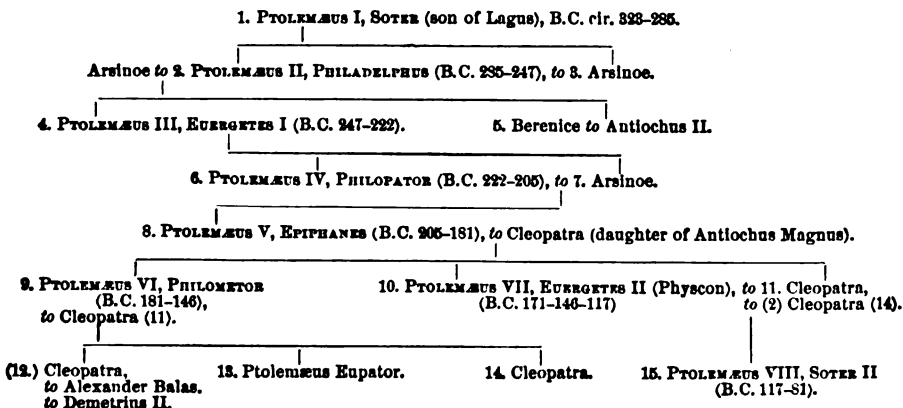 1. PTOLEMÆUS I, SOTER (son of Lagus), B.C. cir. 323–285.
Arsinoe to 2. PTOLEMÆUS II, PHILADELPHUS (B.C. 285–247), to 3. Arsinoe.
4. PTOLEMÆUS III, EUERGETES I (B.C. 247–222). 5. Berenice to Antiochus II.
6. PTOLEMÆUS IV, PHILOPATOR (B.C. 222–205), to 7. Arsinoe.
8. PTOLEMÆUS V, EPIPHANES (B.C. 205–181), to Cleopatra (daughter of Antiochus Magnus).
9. PTOLEMÆUS VI, PHILOMETOR 10. PTOLEMÆUS VII, EUERGETES II (Physcon), to 11. Cleopatra,
(B.C. 181–146), (B.C. 171–146–117) to (2) Cleopatra (14).
to Cleopatra (11).
(12.) Cleopatra, 13. Ptolemæus Eupator. 14. Cleopatra. 15. PTOLEMÆUS VIII, SOTER II
to Alexander Balas. (B.C. 117–81).
to Demetrius II.